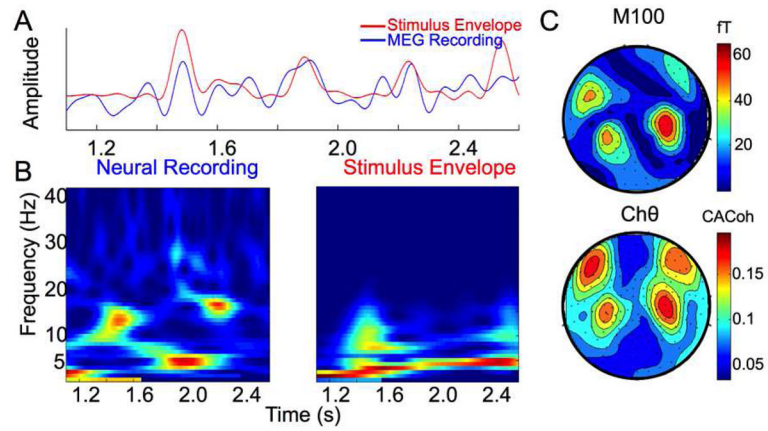 A
Stimulus Envelope
MEG Recording
Amplitude
1.2 1.6 2.0 2.4
B
Neural Recording
Stimulus Envelope
Frequency (Hz)
40
30
20
10
5
1.2 1.6 2.0 2.4
1.2 1.6 2.0 2.4
Time (s)
C
M100
fT
60
40
20
Chθ
CACoh
0.15
0.1
0.05